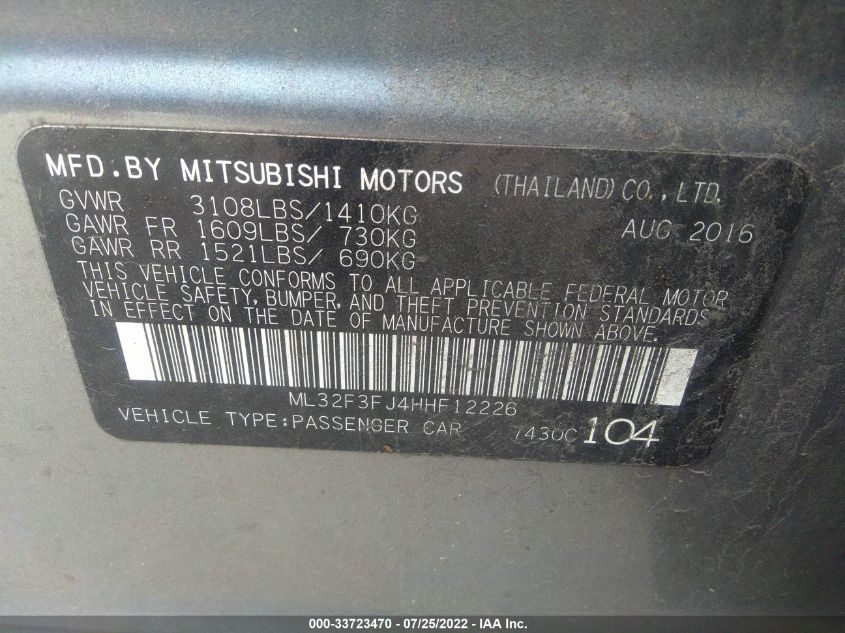 MFD.BY MITSUBISHI MOTORS (THAILAND) CO., LTD.
GVWR 3108LBS/1410KG AUG 2016
GAWR FR 1609LBS/ 730KG
GAWR RR 1521LBS/ 690KG
THIS VEHICLE CONFORMS TO ALL APPLICABLE FEDERAL MOTOR
VEHICLE SAFETY, BUMPER, AND THEFT PREVENTION STANDARDS
IN EFFECT ON THE DATE OF MANUFACTURE SHOWN ABOVE.
ML32F3FJ4HHF12226
VEHICLE TYPE:PASSENGER CAR 7430C 104
000-33723470 - 07/25/2022 - IAA Inc.